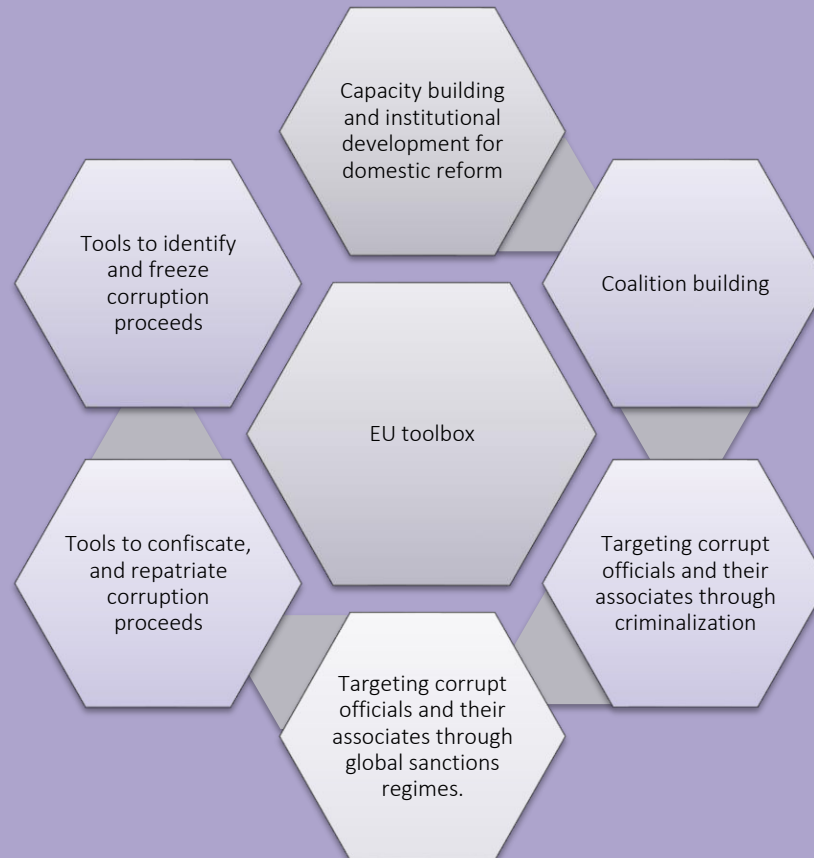 Capacity building
and institutional
development for
domestic reform
Tools to identify
and freeze
corruption
proceeds
Coalition building
EU toolbox
Tools to confiscate,
and repatriate
corruption
proceeds
Targeting corrupt
officials and their
associates through
criminalization
Targeting corrupt
officials and their
associates through
global sanctions
regimes.